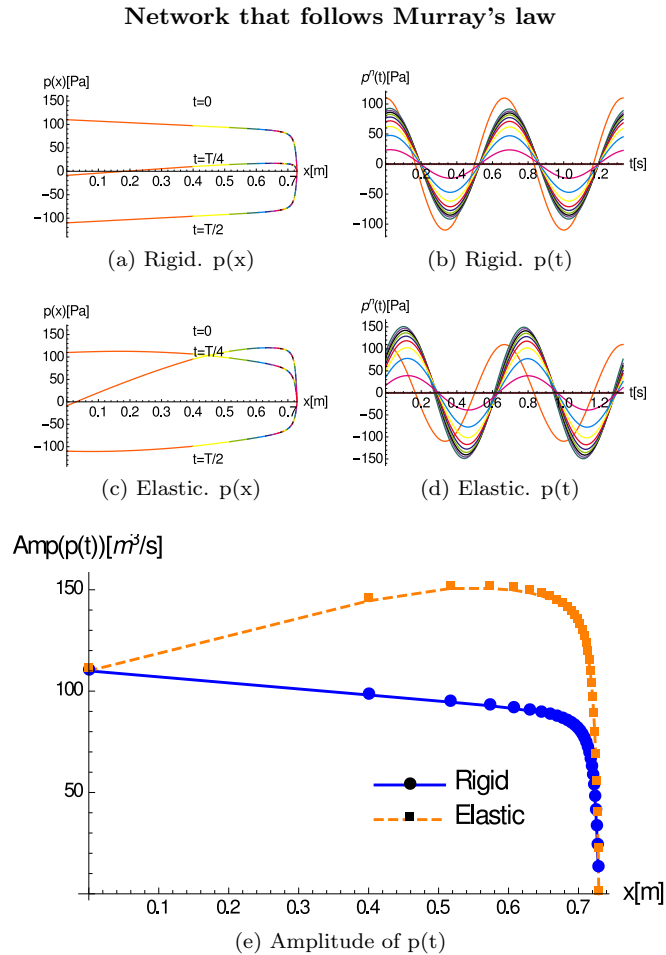 Network that follows Murray's law
p(x)[Pa]
150
100
50
0
−50
−100
t=0
t=T/4
t=T/2
0.1 0.2 0.3 0.4 0.5 0.6 0.7
x[m]
(a) Rigid. p(x)
pⁿ(t)[Pa]
100
50
0
−50
−100
0.2 0.4 0.6 0.8 1.0 1.2
t[s]
(b) Rigid. p(t)
p(x)[Pa]
150
100
50
0
−50
−100
t=0
t=T/4
t=T/2
0.1 0.2 0.3 0.4 0.5 0.6 0.7
x[m]
(c) Elastic. p(x)
pⁿ(t)[Pa]
150
100
50
0
−50
−100
−150
0.2 0.4 0.6 0.8 1.0 1.2
t[s]
(d) Elastic. p(t)
Amp(p(t))[m³/s]
150
100
50
Rigid
Elastic
0.1 0.2 0.3 0.4 0.5 0.6 0.7
x[m]
(e) Amplitude of p(t)